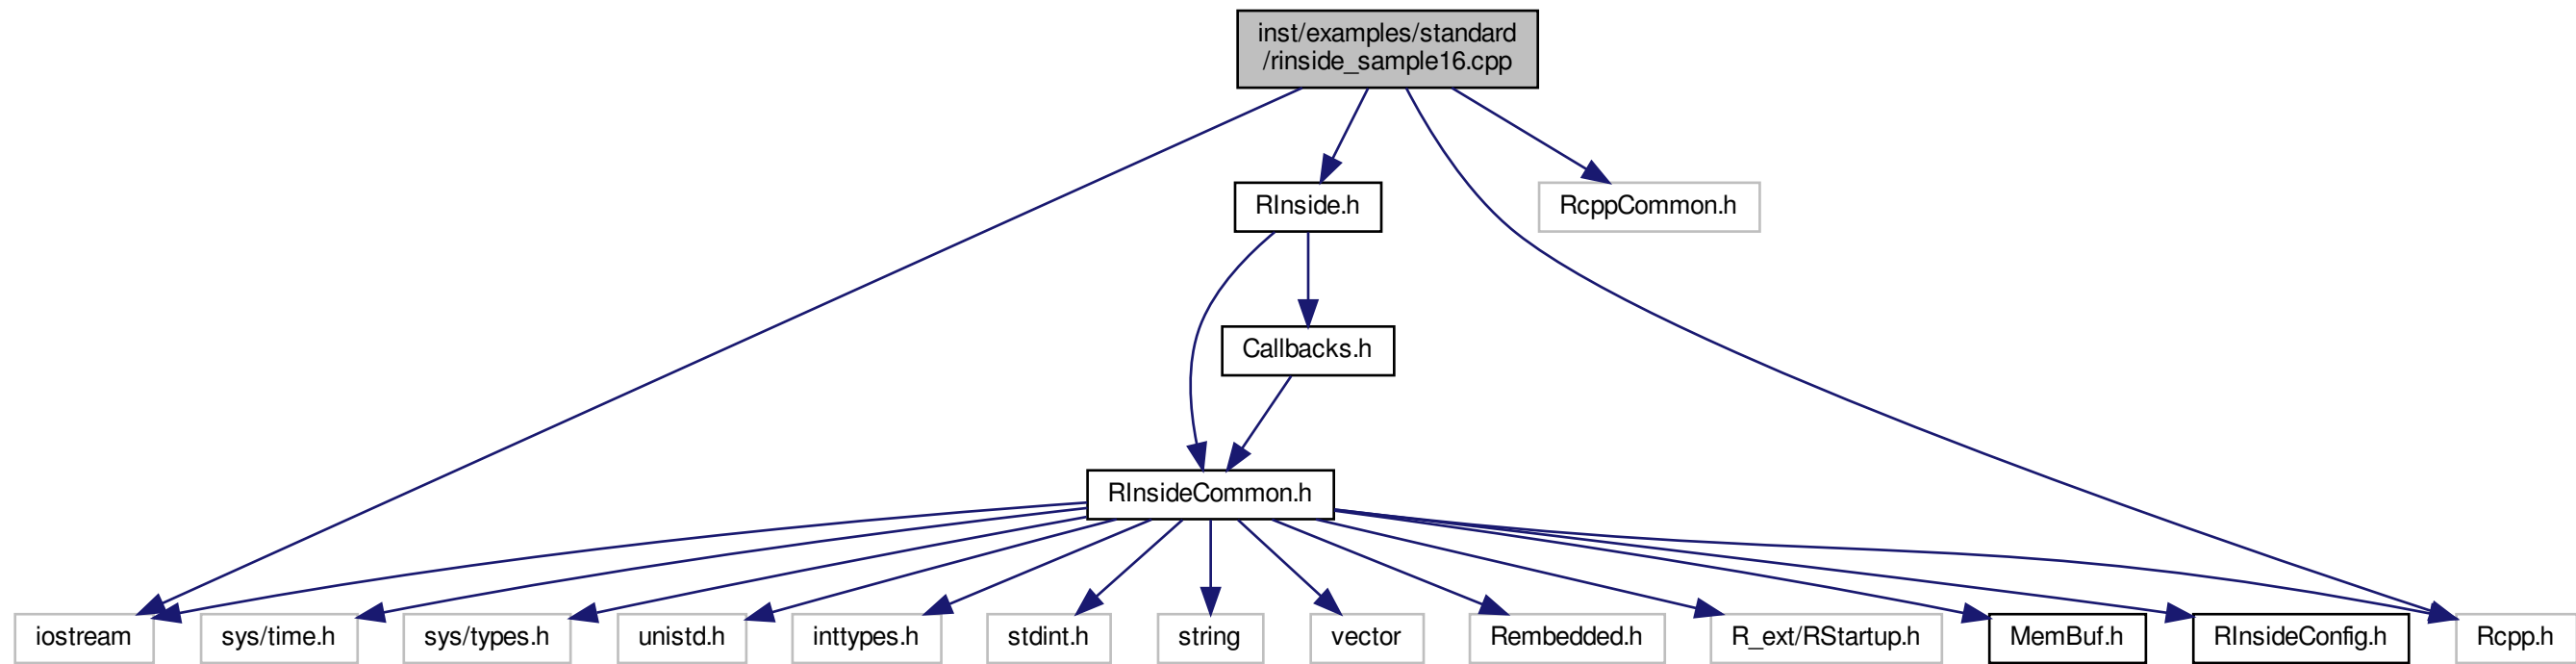 inst/examples/standard
/rinside_sample16.cpp
RInside.h
RcppCommon.h
Callbacks.h
RInsideCommon.h
iostream
sys/time.h
sys/types.h
unistd.h
inttypes.h
stdint.h
string
vector
Rembedded.h
R_ext/RStartup.h
MemBuf.h
RInsideConfig.h
Rcpp.h